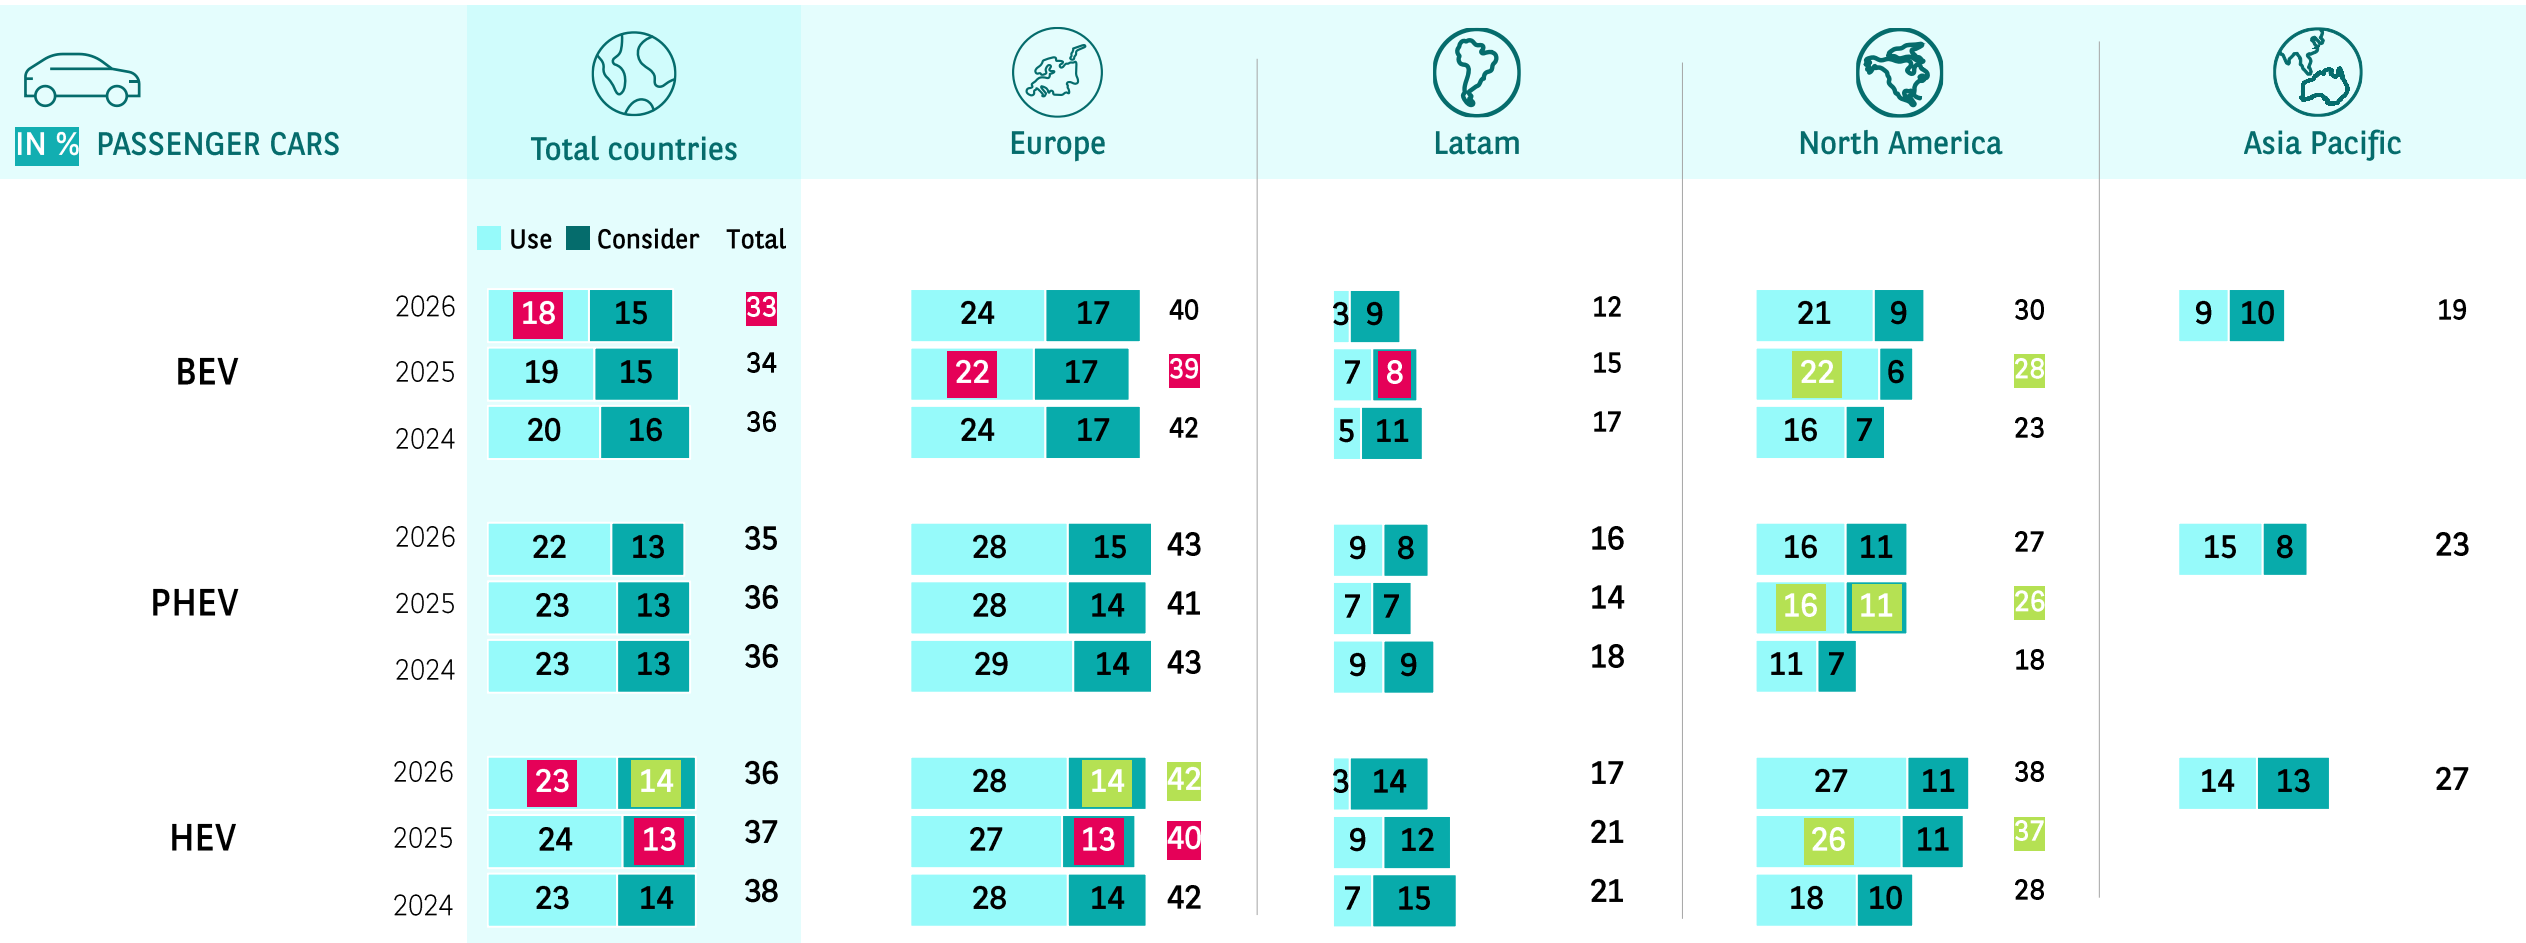 IN % PASSENGER CARS
Total countries
Europe
Latam
North America
Asia Pacific
Use Consider Total
BEV
2026 18 15 33 24 17 40 3 9 12 21 9 30 9 10 19
2025 19 15 34 22 17 39 7 8 15 22 6 28
2024 20 16 36 24 17 42 5 11 17 16 7 23
PHEV
2026 22 13 35 28 15 43 9 8 16 16 11 27 15 8 23
2025 23 13 36 28 14 41 7 7 14 16 11 26
2024 23 13 36 29 14 43 9 9 18 11 7 18
HEV
2026 23 14 36 28 14 42 3 14 17 27 11 38 14 13 27
2025 24 13 37 27 13 40 9 12 21 26 11 37
2024 23 14 38 28 14 42 7 15 21 18 10 28